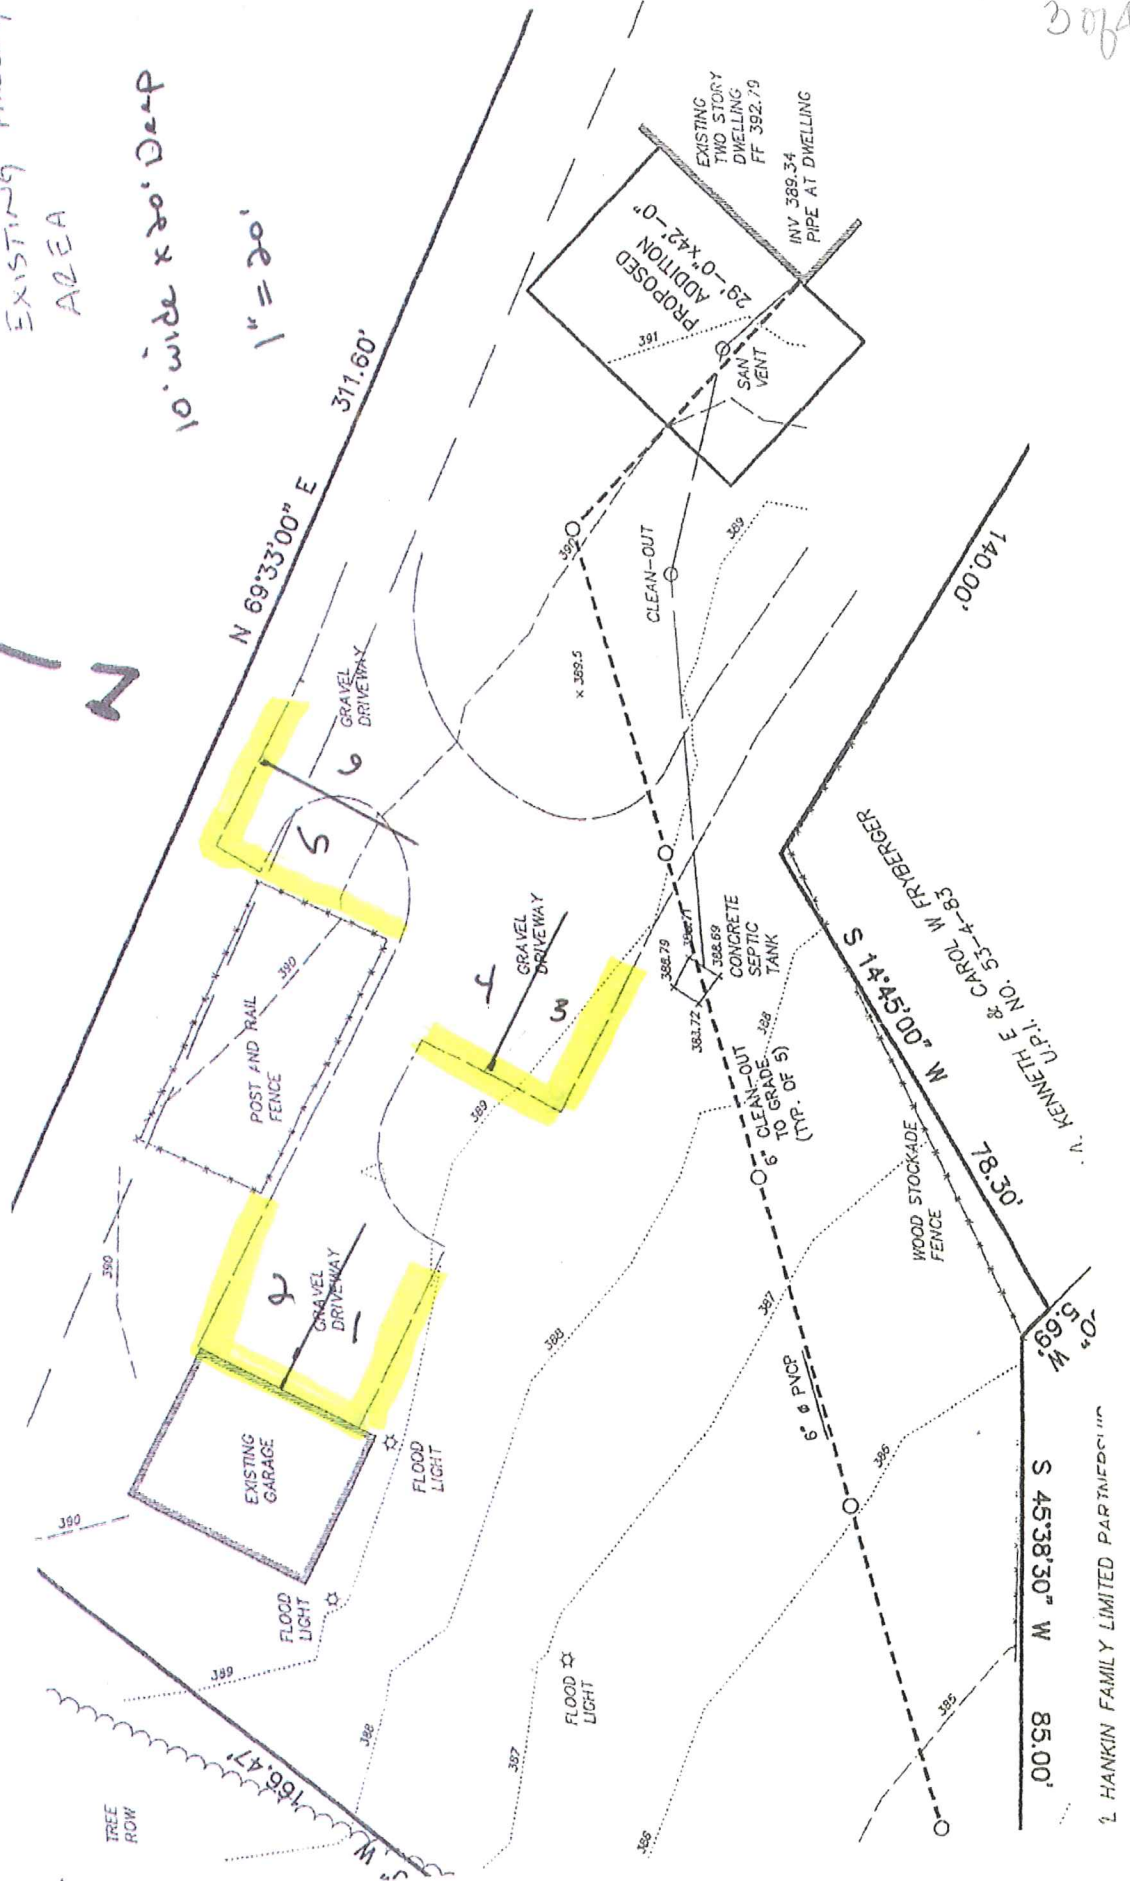 EXISTING
AREA
10' wide x 20' Deep
1" = 20'
N
N 69°33'00" E
311.60'
EXISTING
TWO STORY
DWELLING
FF 392.79
INV 389.34
PIPE AT DWELLING
PROPOSED
ADDITION
29'-0"x42'-0"
391
SAN
VENT
390
CLEAN-OUT
389
x 389.5
140.00'
GRAVEL
DRIVEWAY
6
5
GRAVEL
DRIVEWAY
4
3
POST AND RAIL
FENCE
390
389
388.79
388.69
383.72
CONCRETE
SEPTIC
TANK
388
6" CLEAN-OUT
TO GRADE
(TYP. OF 5)
S 14°45'00" W
78.30'
KENNETH E & CAROL W FRYBERGER
U.P.I. NO. 53-4-83
WOOD STOCKADE
FENCE
390
2
GRAVEL
DRIVEWAY
1
388
387
6" ø PVCP
386
5.69'
W
EXISTING
GARAGE
FLOOD
LIGHT
390
FLOOD
LIGHT
389
FLOOD
LIGHT
388
387
386
385
S 45°38'30" W
85.00'
HANKIN FAMILY LIMITED PARTNERSHIP
166.47'
W
TREE
ROW